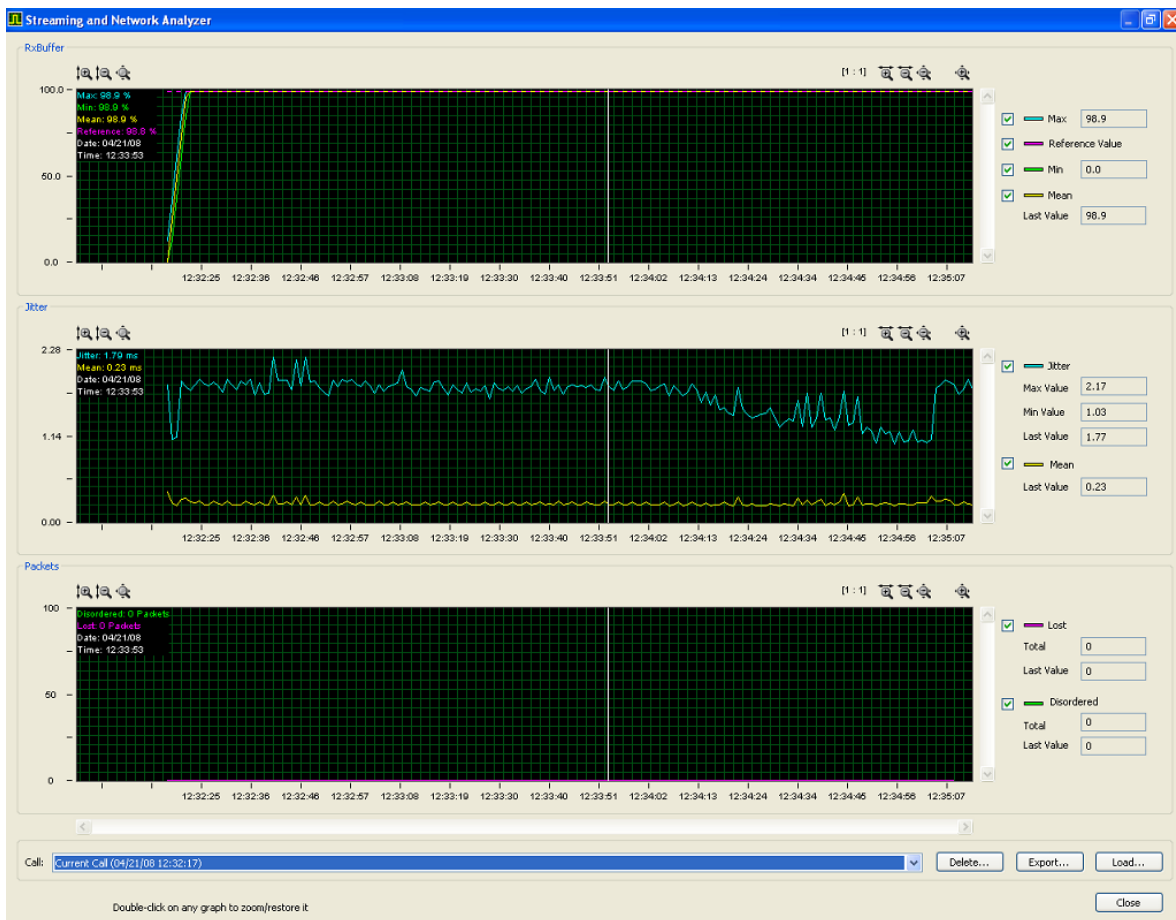 Streaming and Network Analyzer
RxBuffer
[1 : 1]
100.0
50.0
0.0
Max: 98.9 %
Min: 98.9 %
Mean: 98.9 %
Reference: 98.8 %
Date: 04/21/08
Time: 12:33:53
12:32:25 12:32:36 12:32:46 12:32:57 12:33:08 12:33:19 12:33:30 12:33:40 12:33:51 12:34:02 12:34:13 12:34:24 12:34:34 12:34:45 12:34:56 12:35:07
Max 98.9
Reference Value
Min 0.0
Mean
Last Value 98.9
Jitter
[1 : 1]
2.28
1.14
0.00
Jitter: 1.79 ms
Mean: 0.23 ms
Date: 04/21/08
Time: 12:33:53
12:32:25 12:32:36 12:32:46 12:32:57 12:33:08 12:33:19 12:33:30 12:33:40 12:33:51 12:34:02 12:34:13 12:34:24 12:34:34 12:34:45 12:34:56 12:35:07
Jitter
Max Value 2.17
Min Value 1.03
Last Value 1.77
Mean
Last Value 0.23
Packets
[1 : 1]
100
50
0
Disordered: 0 Packets
Lost: 0 Packets
Date: 04/21/08
Time: 12:33:53
12:32:25 12:32:36 12:32:46 12:32:57 12:33:08 12:33:19 12:33:30 12:33:40 12:33:51 12:34:02 12:34:13 12:34:24 12:34:34 12:34:45 12:34:56 12:35:07
Lost
Total 0
Last Value 0
Disordered
Total 0
Last Value 0
Call: Current Call (04/21/08 12:32:17) Delete... Export... Load...
Double-click on any graph to zoom/restore it
Close